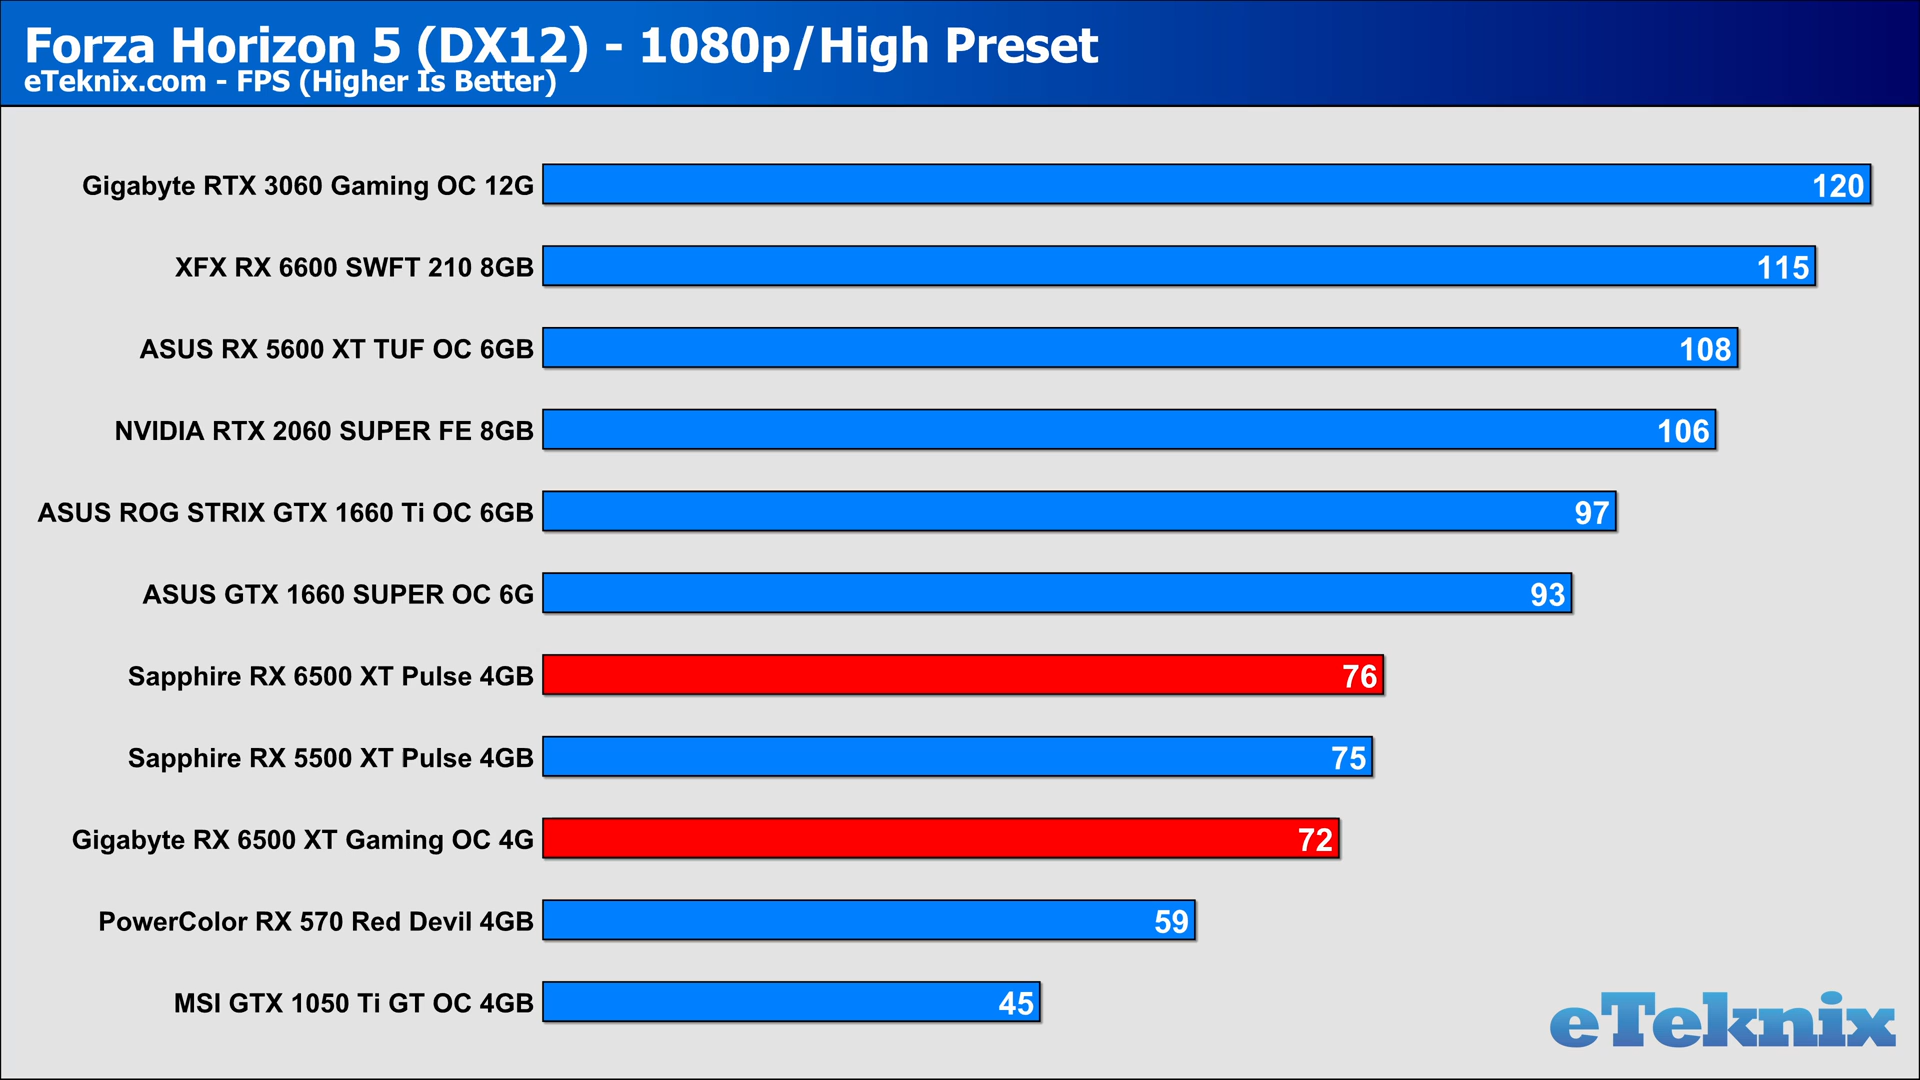 Forza Horizon 5 (DX12) - 1080p/High Preset
eTeknix.com - FPS (Higher Is Better)
Gigabyte RTX 3060 Gaming OC 12G 120
XFX RX 6600 SWFT 210 8GB 115
ASUS RX 5600 XT TUF OC 6GB 108
NVIDIA RTX 2060 SUPER FE 8GB 106
ASUS ROG STRIX GTX 1660 Ti OC 6GB 97
ASUS GTX 1660 SUPER OC 6G 93
Sapphire RX 6500 XT Pulse 4GB 76
Sapphire RX 5500 XT Pulse 4GB 75
Gigabyte RX 6500 XT Gaming OC 4G 72
PowerColor RX 570 Red Devil 4GB 59
MSI GTX 1050 Ti GT OC 4GB 45
eTeknix